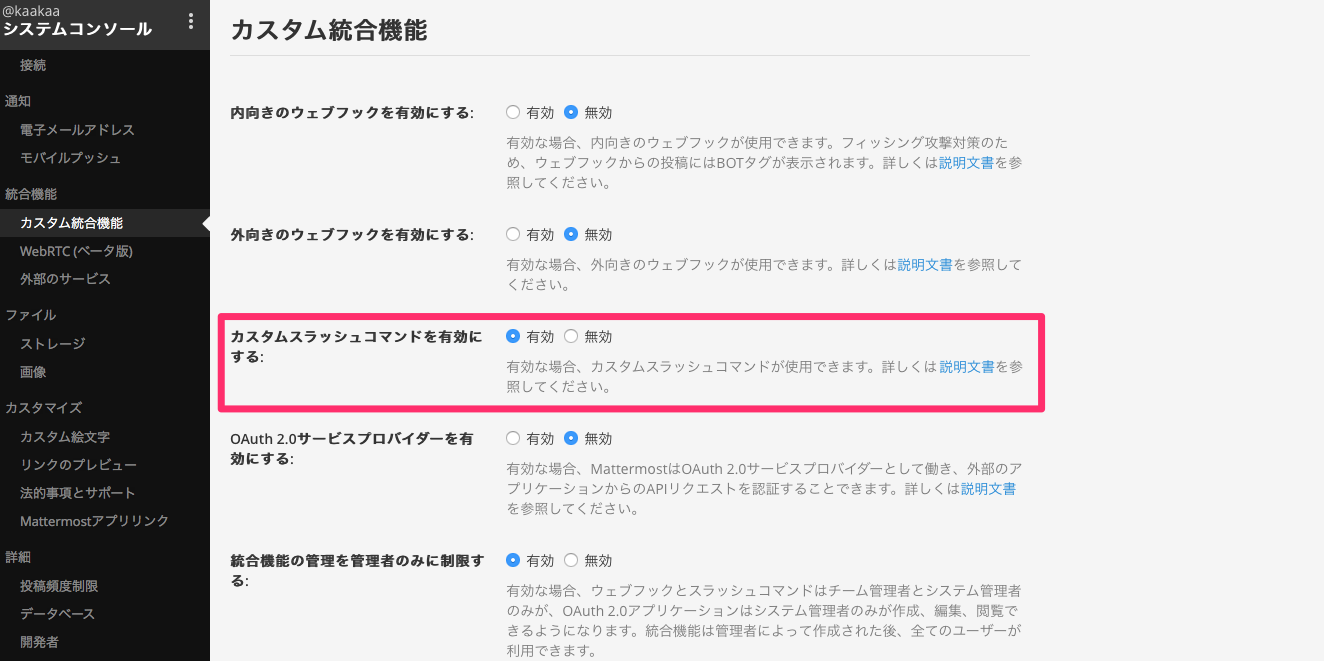 @kaakaa
システムコンソール
接続
通知
電子メールアドレス
モバイルプッシュ
統合機能
カスタム統合機能
WebRTC (ベータ版)
外部のサービス
ファイル
ストレージ
画像
カスタマイズ
カスタム絵文字
リンクのプレビュー
法的事項とサポート
Mattermostアプリリンク
詳細
投稿頻度制限
データベース
開発者
カスタム統合機能
内向きのウェブフックを有効にする:
有効 無効
有効な場合、内向きのウェブフックが使用できます。フィッシング攻撃対策のた
め、ウェブフックからの投稿にはBOTタグが表示されます。詳しくは説明文書を参
照してください。
外向きのウェブフックを有効にする:
有効 無効
有効な場合、外向きのウェブフックが使用できます。詳しくは説明文書を参照して
ください。
カスタムスラッシュコマンドを有効に
する:
有効 無効
有効な場合、カスタムスラッシュコマンドが使用できます。詳しくは 説明文書を参
照してください。
OAuth 2.0サービスプロバイダーを有
効にする:
有効 無効
有効な場合、MattermostはOAuth 2.0サービスプロバイダーとして働き、外部のア
プリケーションからのAPIリクエストを認証することできます。詳しくは説明文書
を参照してください。
統合機能の管理を管理者のみに制限す
る:
有効 無効
有効な場合、ウェブフックとスラッシュコマンドはチーム管理者とシステム管理者
のみが、OAuth 2.0アプリケーションはシステム管理者のみが作成、編集、閲覧で
きるようになります。統合機能は管理者によって作成された後、全てのユーザーが
利用できます。